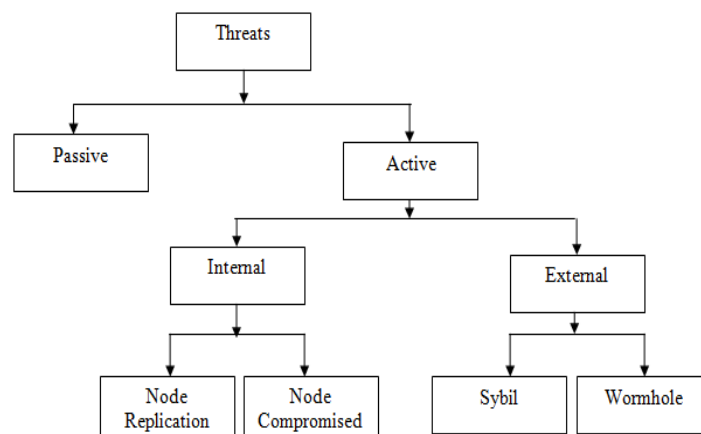 Threats
Passive
Active
Internal
External
Node
Replication
Node
Compromised
Sybil
Wormhole